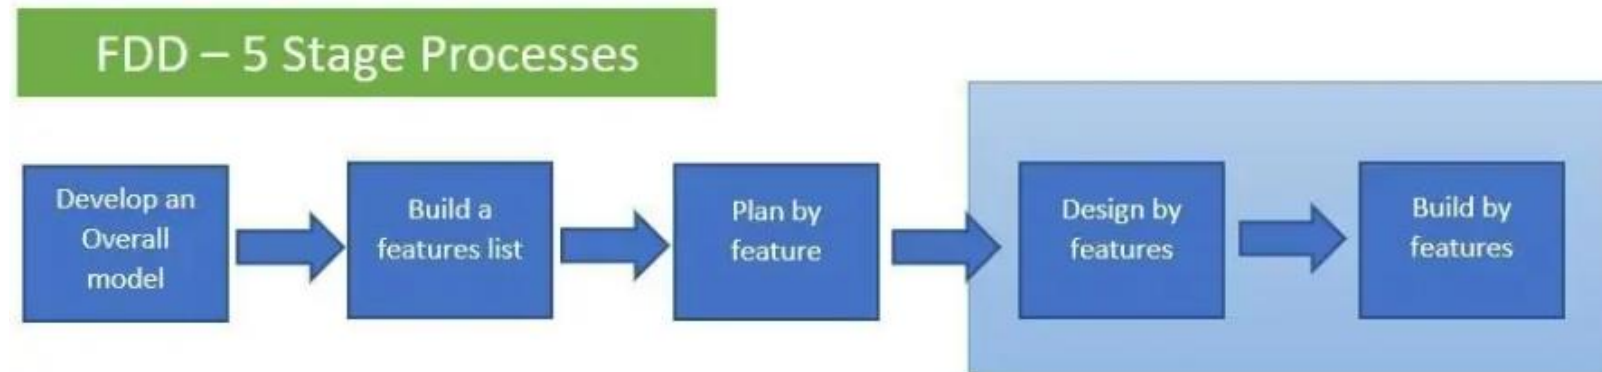 FDD – 5 Stage Processes
Develop an
Overall
model
Build a
features list
Plan by
feature
Design by
features
Build by
features